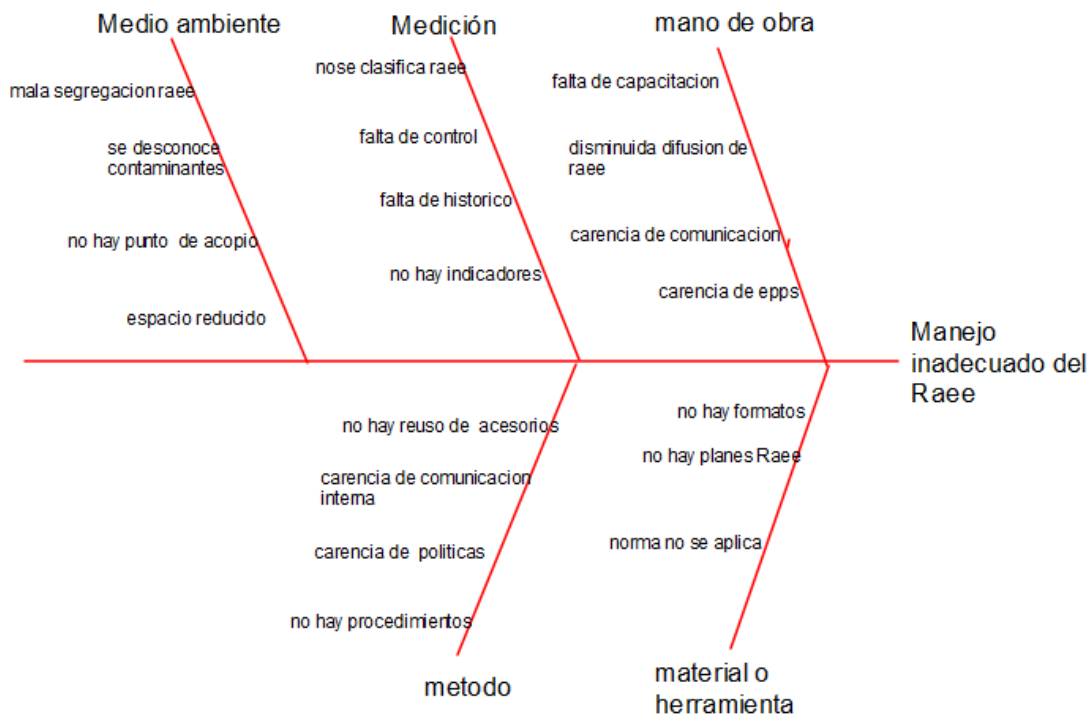 Medio ambiente
mala segregacion raee
se desconoce
contaminantes
no hay punto de acopio
espacio reducido
Medición
nose clasifica raee
falta de control
falta de historico
no hay indicadores
mano de obra
falta de capacitacion
disminuida difusion de
raee
carencia de comunicacion
carencia de epps
Manejo
inadecuado del
Raee
no hay reuso de acesorios
carencia de comunicacion
interna
carencia de politicas
no hay procedimientos
metodo
no hay formatos
no hay planes Raee
norma no se aplica
material o
herramienta